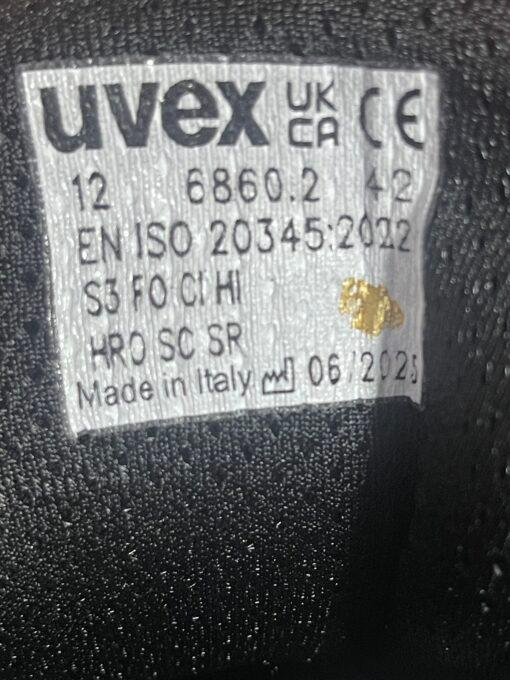 uvex UK CA CE
12 6860.2 42
EN ISO 20345:2022
S3 FO CI HI
HRO SC SR
Made in Italy 06/2025